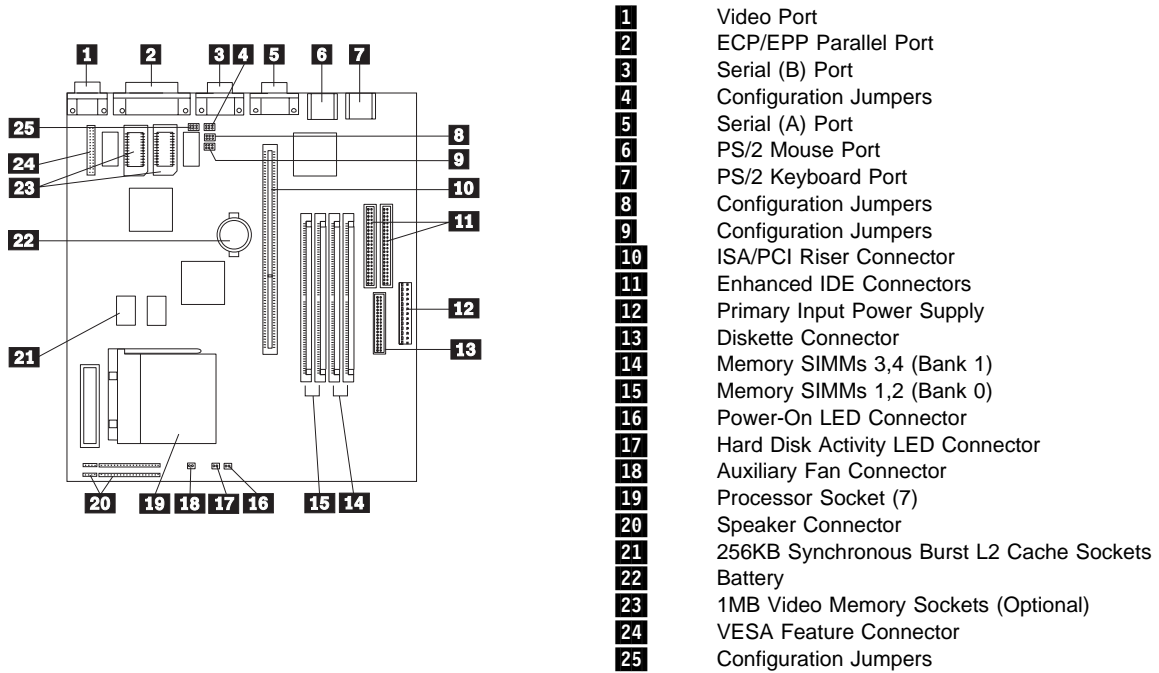 1 2 3 4 5 6 7
25
24
23
22
21
8
9
10
11
12
13
20 19 18 17 16 15 14
1 Video Port
2 ECP/EPP Parallel Port
3 Serial (B) Port
4 Configuration Jumpers
5 Serial (A) Port
6 PS/2 Mouse Port
7 PS/2 Keyboard Port
8 Configuration Jumpers
9 Configuration Jumpers
10 ISA/PCI Riser Connector
11 Enhanced IDE Connectors
12 Primary Input Power Supply
13 Diskette Connector
14 Memory SIMMs 3,4 (Bank 1)
15 Memory SIMMs 1,2 (Bank 0)
16 Power-On LED Connector
17 Hard Disk Activity LED Connector
18 Auxiliary Fan Connector
19 Processor Socket (7)
20 Speaker Connector
21 256KB Synchronous Burst L2 Cache Sockets
22 Battery
23 1MB Video Memory Sockets (Optional)
24 VESA Feature Connector
25 Configuration Jumpers